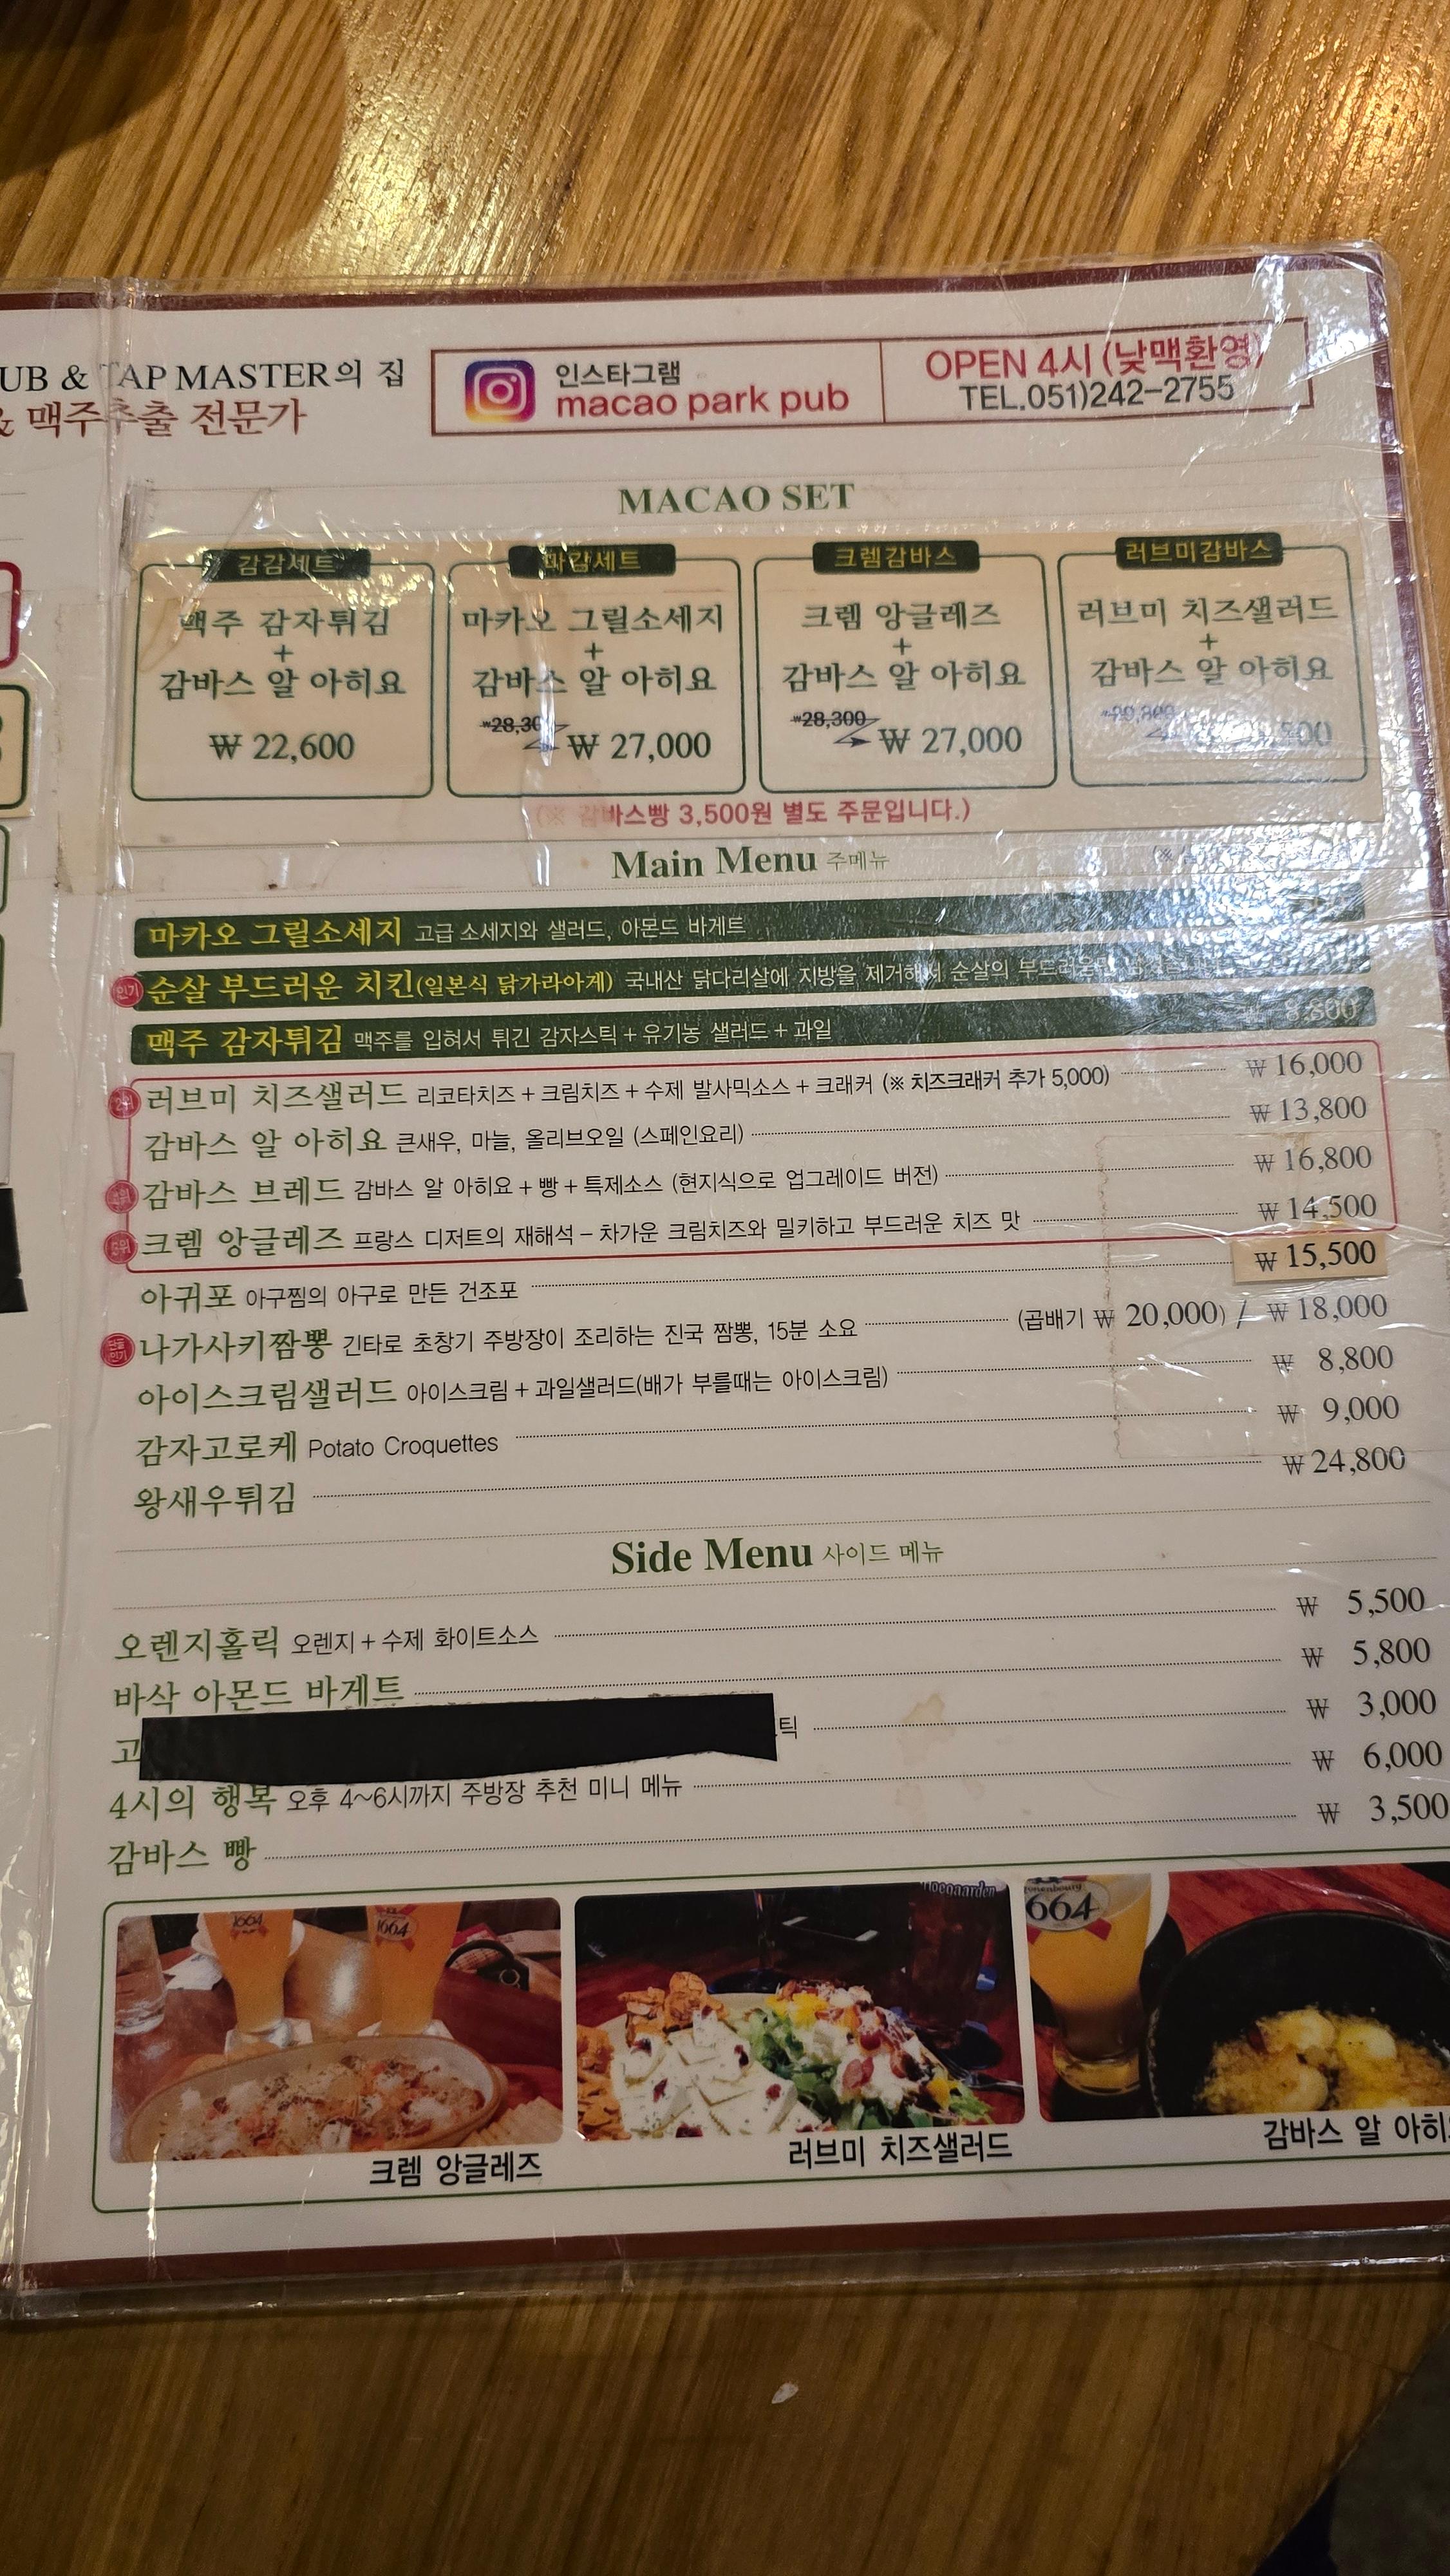 UB & TAP MASTER의 집
& 맥주추출 전문가
인스타그램
macao park pub
OPEN 4시 (낮맥환영)
TEL.051)242-2755
MACAO SET
감감세트
맥주 감자튀김
+
감바스 알 아히요
₩ 22,600
마감세트
마카오 그릴소세지
+
감바스 알 아히요
₩28,30 ₩ 27,000
크렘감바스
크렘 앙글레즈
+
감바스 알 아히요
₩28,300 ₩ 27,000
러브미감바스
러브미 치즈샐러드
+
감바스 알 아히요
(※ 감바스빵 3,500원 별도 주문입니다.)
Main Menu 주메뉴
마카오 그릴소세지 고급 소세지와 샐러드, 아몬드 바게트
인기 순살 부드러운 치킨(일본식 닭가라아게) 국내산 닭다리살에 지방을 제거해서 순살의
맥주 감자튀김 맥주를 입혀서 튀긴 감자스틱 + 유기농 샐러드 + 과일 ₩ 8,800
러브미 치즈샐러드 리코타치즈 + 크림치즈 + 수제 발사믹소스 + 크래커 (※ 치즈크래커 추가 5,000) ₩ 16,000
감바스 알 아히요 큰새우, 마늘, 올리브오일 (스페인요리) ₩ 13,800
감바스 브레드 감바스 알 아히요 + 빵 + 특제소스 (현지식으로 업그레이드 버전) ₩ 16,800
크렘 앙글레즈 프랑스 디저트의 재해석 – 차가운 크림치즈와 밀키하고 부드러운 치즈 맛 ₩ 14,500
아귀포 아구찜의 아구로 만든 건조포 ₩ 15,500
나가사키짬뽕 긴타로 초창기 주방장이 조리하는 진국 짬뽕, 15분 소요 (곱배기 ₩ 20,000) / ₩ 18,000
아이스크림샐러드 아이스크림 + 과일샐러드(배가 부를때는 아이스크림) ₩ 8,800
감자고로케 Potato Croquettes ₩ 9,000
왕새우튀김 ₩ 24,800
Side Menu 사이드 메뉴
오렌지홀릭 오렌지 + 수제 화이트소스 ₩ 5,500
바삭 아몬드 바게트 ₩ 5,800
고 틱 ₩ 3,000
4시의 행복 오후 4~6시까지 주방장 추천 미니 메뉴 ₩ 6,000
감바스 빵 ₩ 3,500
1664
1664
664
크렘 앙글레즈
러브미 치즈샐러드
감바스 알 아히